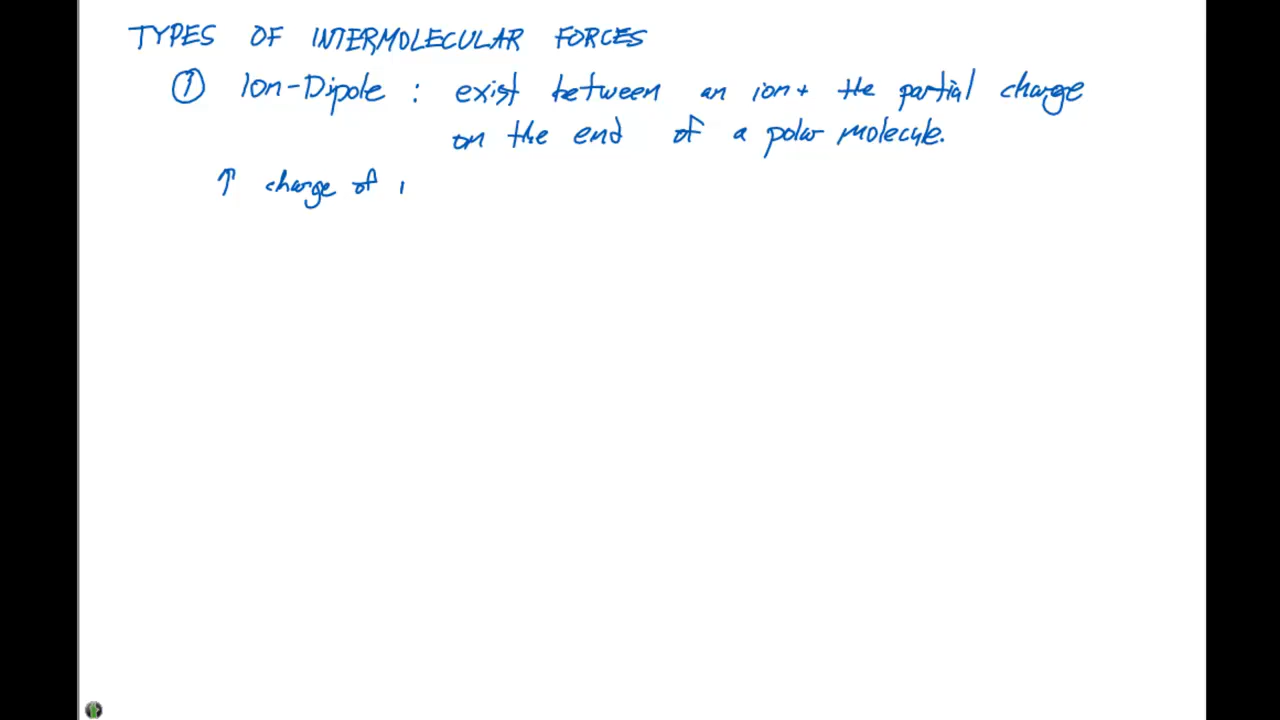 TYPES OF INTERMOLECULAR FORCES
① Ion-Dipole : exist between an ion + the partial charge
on the end of a polar molecule.
↑ charge of i